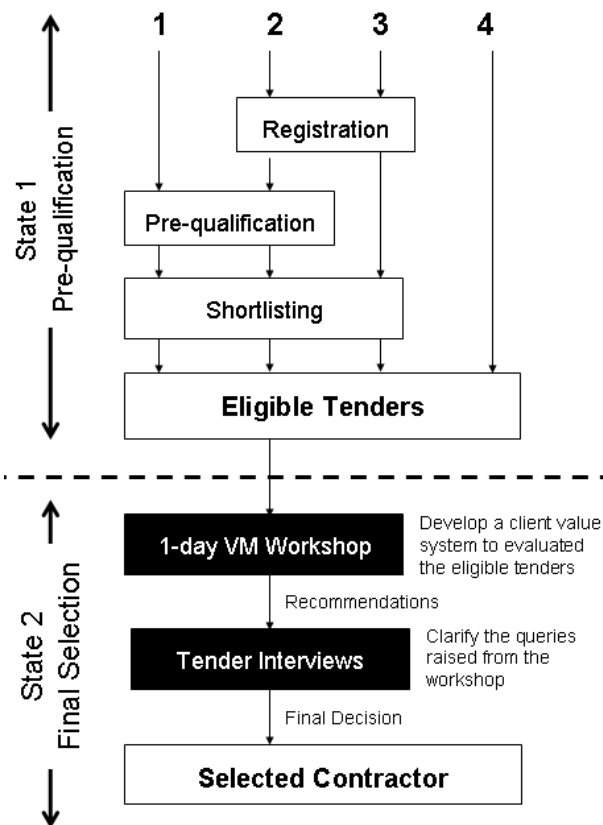 1 2 3 4
Registration
Pre-qualification
Shortlisting
Eligible Tenders
State 1
Pre-qualification
1-day VM Workshop
Develop a client value
system to evaluated
the eligible tenders
Recommendations
Tender Interviews
Clarify the queries
raised from the
workshop
Final Decision
Selected Contractor
State 2
Final Selection